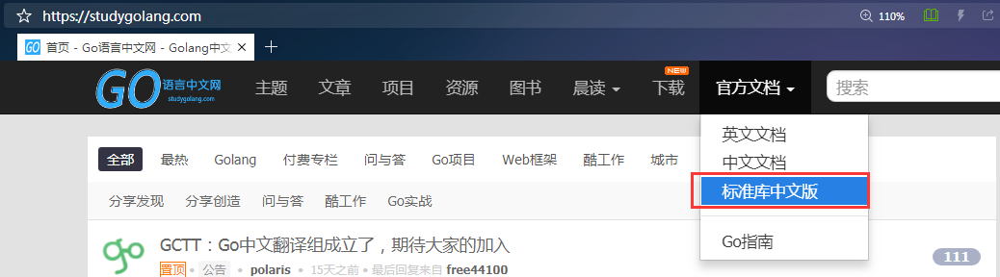 https://studygolang.com
110%
GO 首页 - Go语言中文网 - Golang中文
GO 语言中文网
studygolang.com
主题 文章 项目 资源 图书 晨读 下载 NEW 官方文档 搜索
英文文档
中文文档
标准库中文版
Go指南
全部 最热 Golang 付费专栏 问与答 Go项目 Web框架 酷工作 城市
分享发现 分享创造 问与答 酷工作 Go实战
go GCTT：Go中文翻译组成立了，期待大家的加入
置顶 • 公告 • polaris • 15天之前 • 最后回复来自 free44100
111